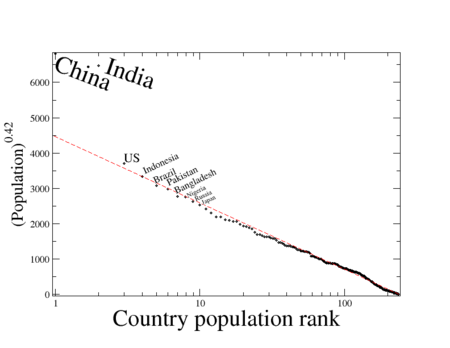 6000
5000
4000
3000
2000
1000
0
(Population)^0.42
China
India
US
Indonesia
Brazil
Pakistan
Bangladesh
Nigeria
Russia
Japan
1
10
100
Country population rank